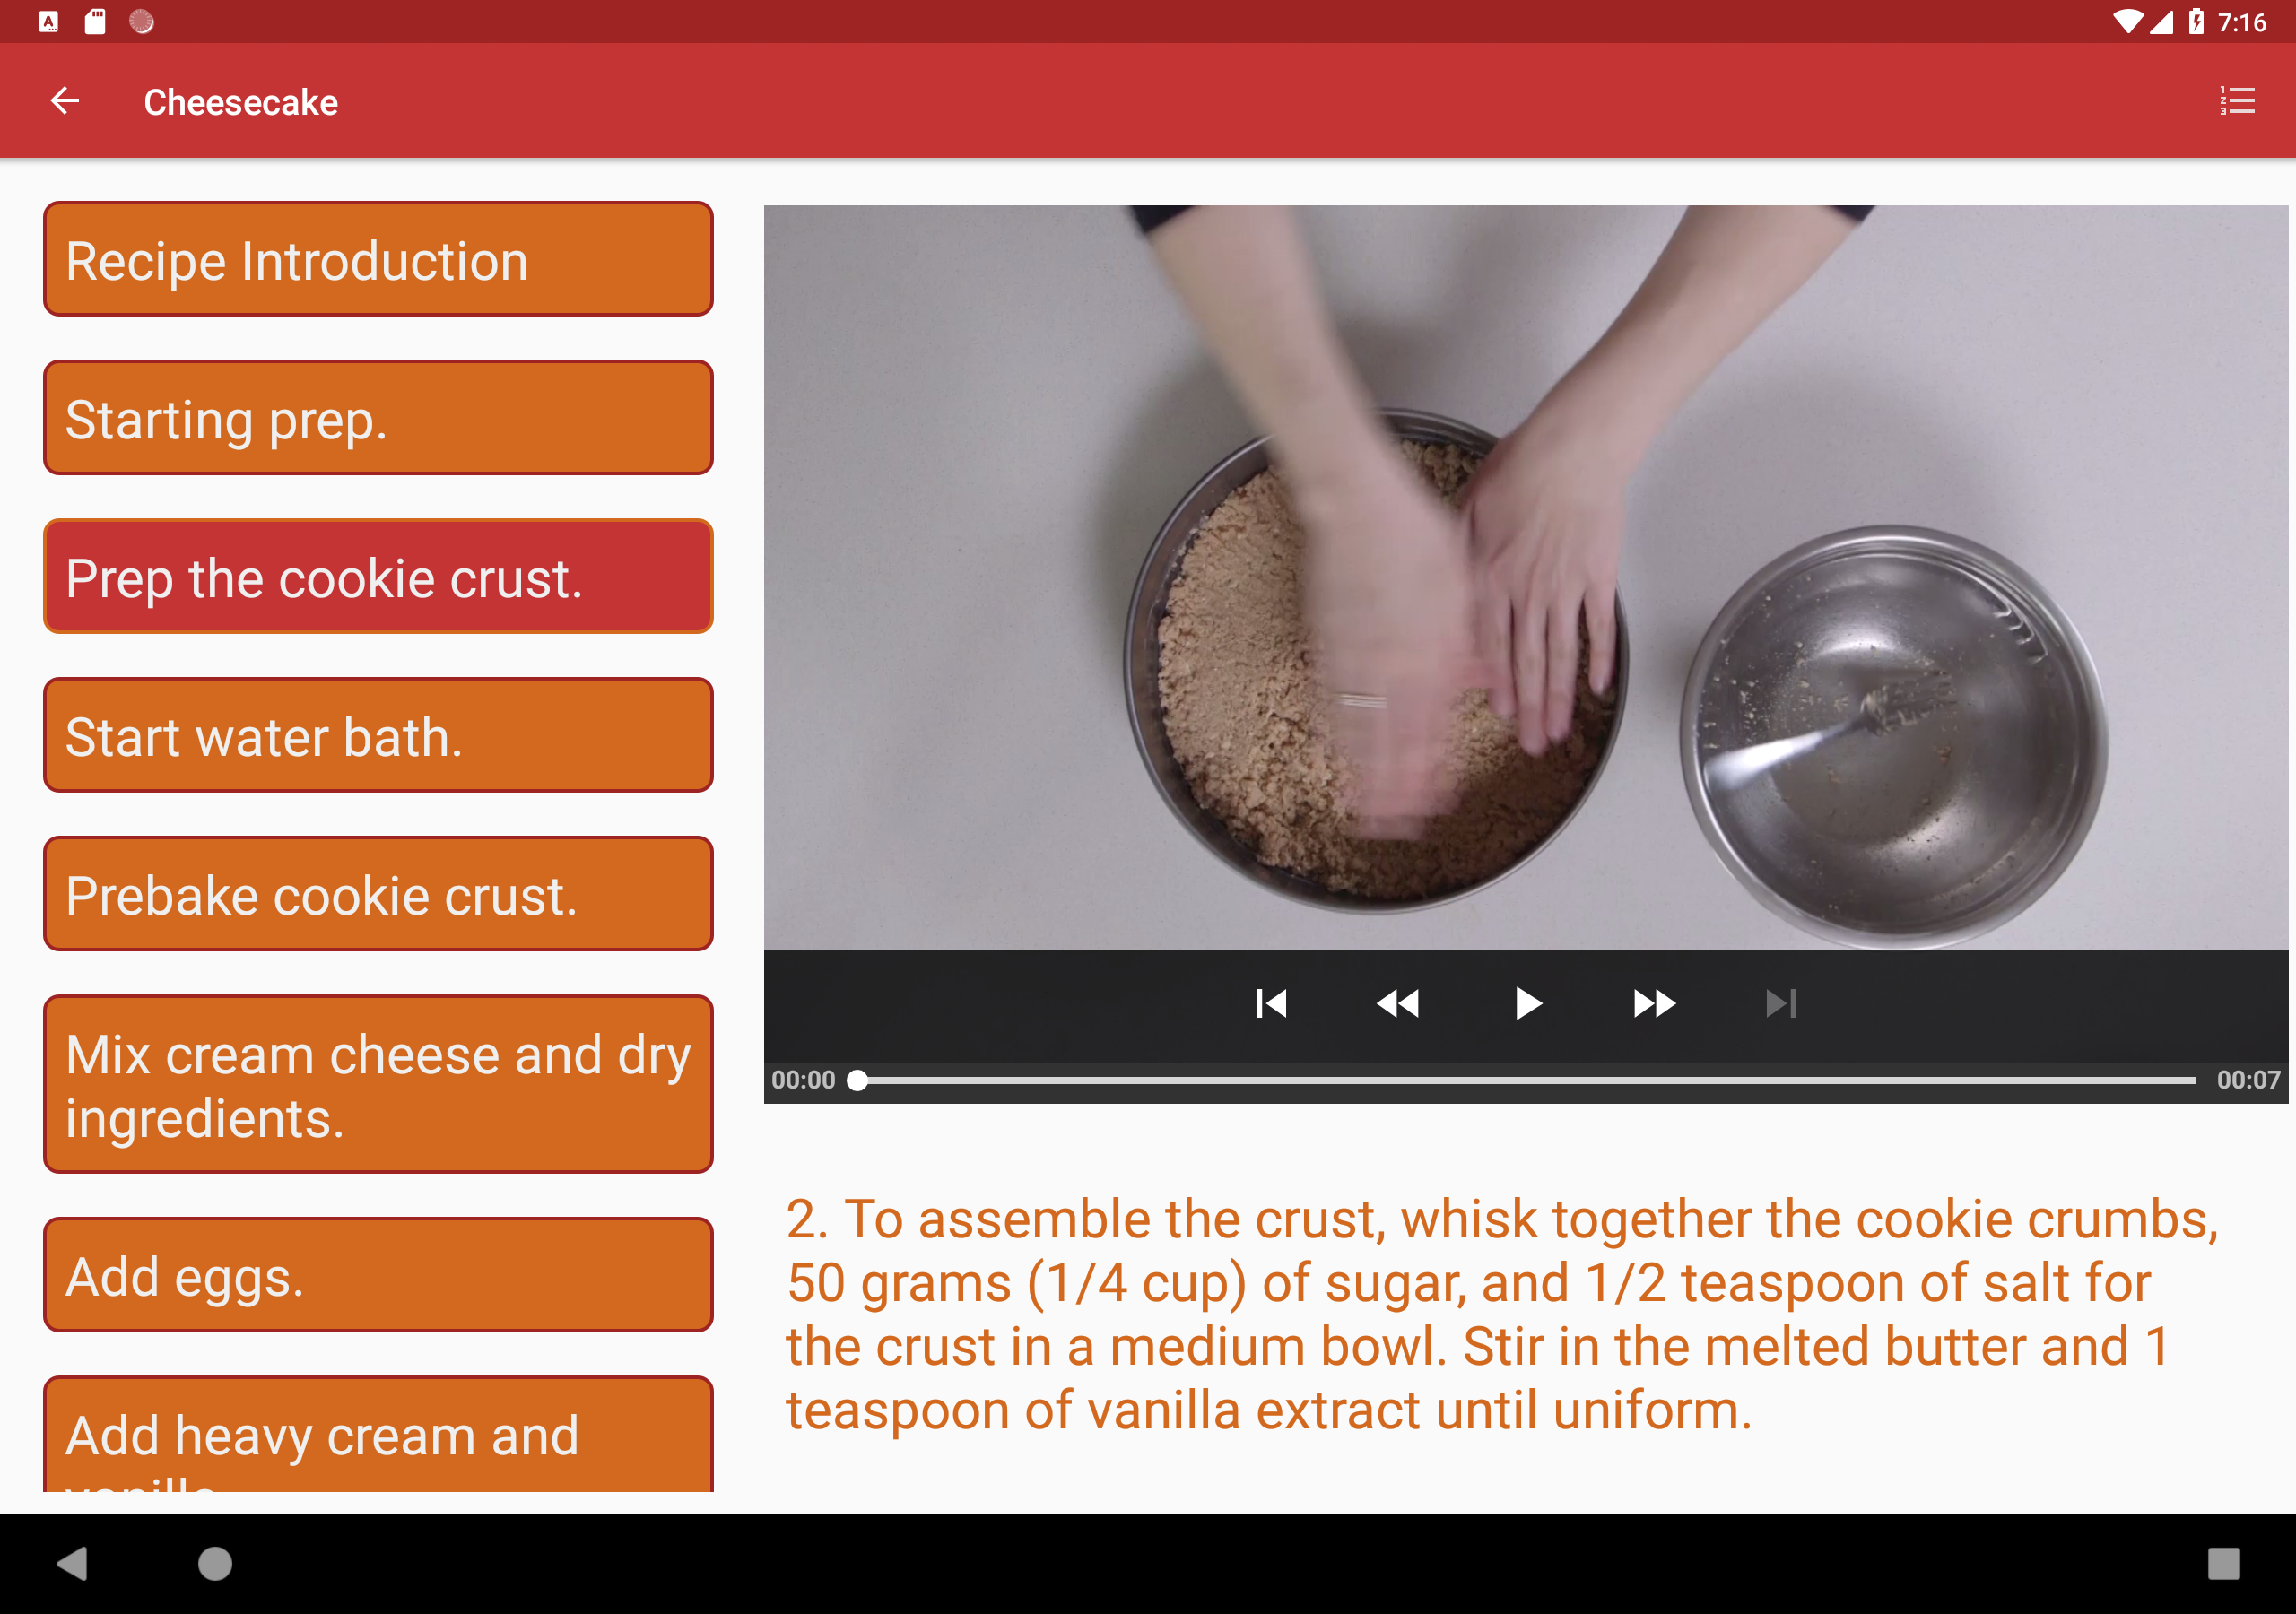 7:16
Cheesecake
Recipe Introduction
Starting prep.
Prep the cookie crust.
Start water bath.
Prebake cookie crust.
Mix cream cheese and dry
ingredients.
Add eggs.
Add heavy cream and
vanilla
00:00
00:07
2. To assemble the crust, whisk together the cookie crumbs,
50 grams (1/4 cup) of sugar, and 1/2 teaspoon of salt for
the crust in a medium bowl. Stir in the melted butter and 1
teaspoon of vanilla extract until uniform.